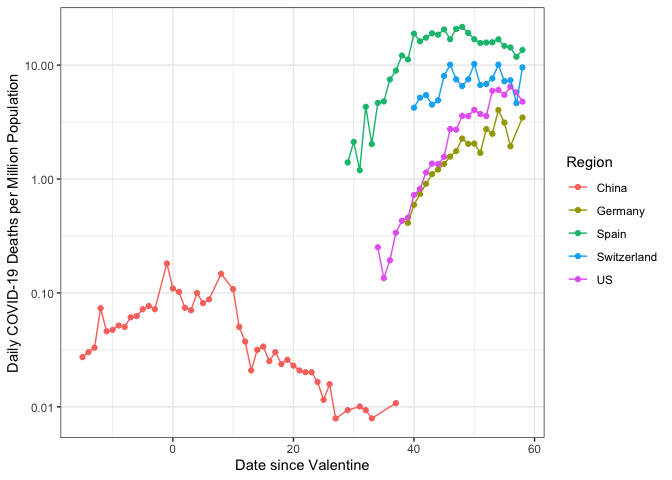 Daily COVID-19 Deaths per Million Population
10.00
1.00
0.10
0.01
0
20
40
60
Date since Valentine
Region
China
Germany
Spain
Switzerland
US